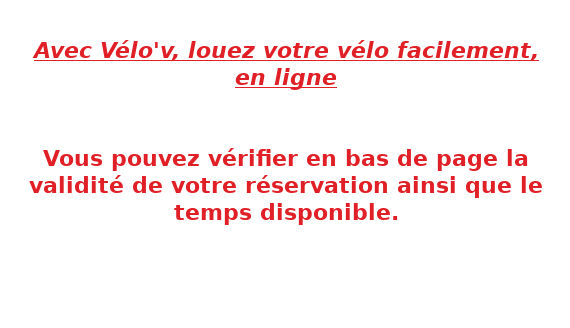 Avec Vélo'v, louez votre vélo facilement,
en ligne
Vous pouvez vérifier en bas de page la
validité de votre réservation ainsi que le
temps disponible.